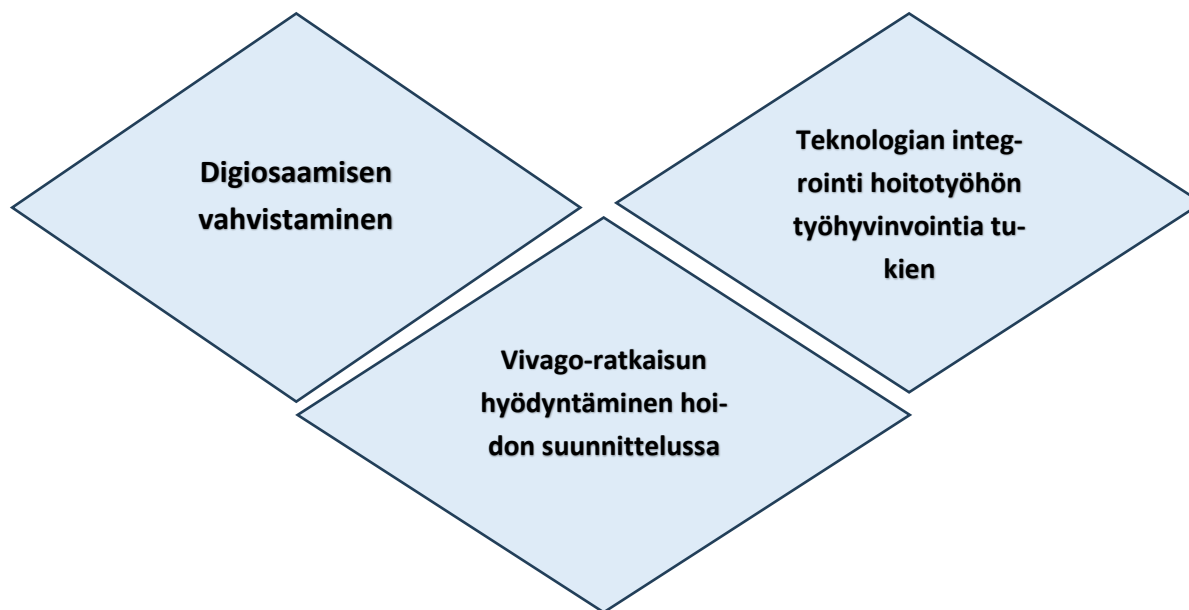 Digiosaamisen
vahvistaminen
Teknologian integ-
rointi hoitotyöhön
työhyvinvointia tu-
kien
Vivago-ratkaisun
hyödyntäminen hoi-
don suunnittelussa